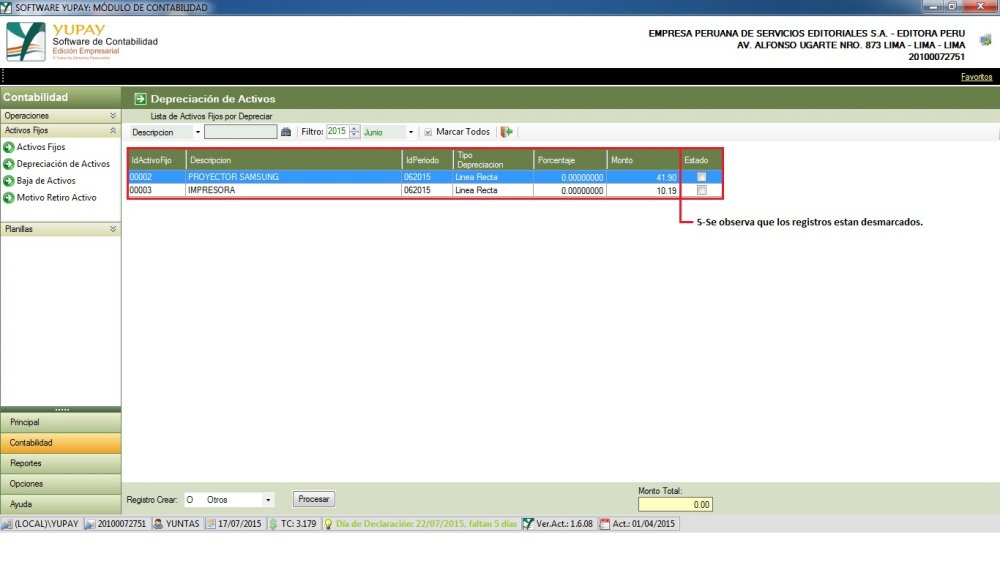 SOFTWARE YUPAY: MÓDULO DE CONTABILIDAD
YUPAY
Software de Contabilidad
Edición Empresarial
© Todos los Derechos Reservados
EMPRESA PERUANA DE SERVICIOS EDITORIALES S.A. - EDITORA PERU
AV. ALFONSO UGARTE NRO. 873 LIMA - LIMA - LIMA
20100072751
Favoritos
Contabilidad
Depreciación de Activos
Operaciones
Lista de Activos Fijos por Depreciar
Activos Fijos
Descripcion Filtro: 2015 Junio Marcar Todos
Activos Fijos
Depreciación de Activos
Baja de Activos
Motivo Retiro Activo
Planillas
IdActivoFijo Descripcion IdPeriodo Tipo Depreciacion Porcentaje Monto Estado
00002 PROYECTOR SAMSUNG 062015 Linea Recta 0.00000000 41.90
00003 IMPRESORA 062015 Linea Recta 0.00000000 10.19
5-Se observa que los registros estan desmarcados.
Principal
Contabilidad
Reportes
Opciones
Ayuda
Registro Crear: O Otros Procesar
Monto Total:
0.00
(LOCAL)\YUPAY 20100072751 YUNTAS 17/07/2015 TC: 3.179 Día de Declaración: 22/07/2015, faltan 5 días Ver.Act.: 1.6.08 Act.: 01/04/2015